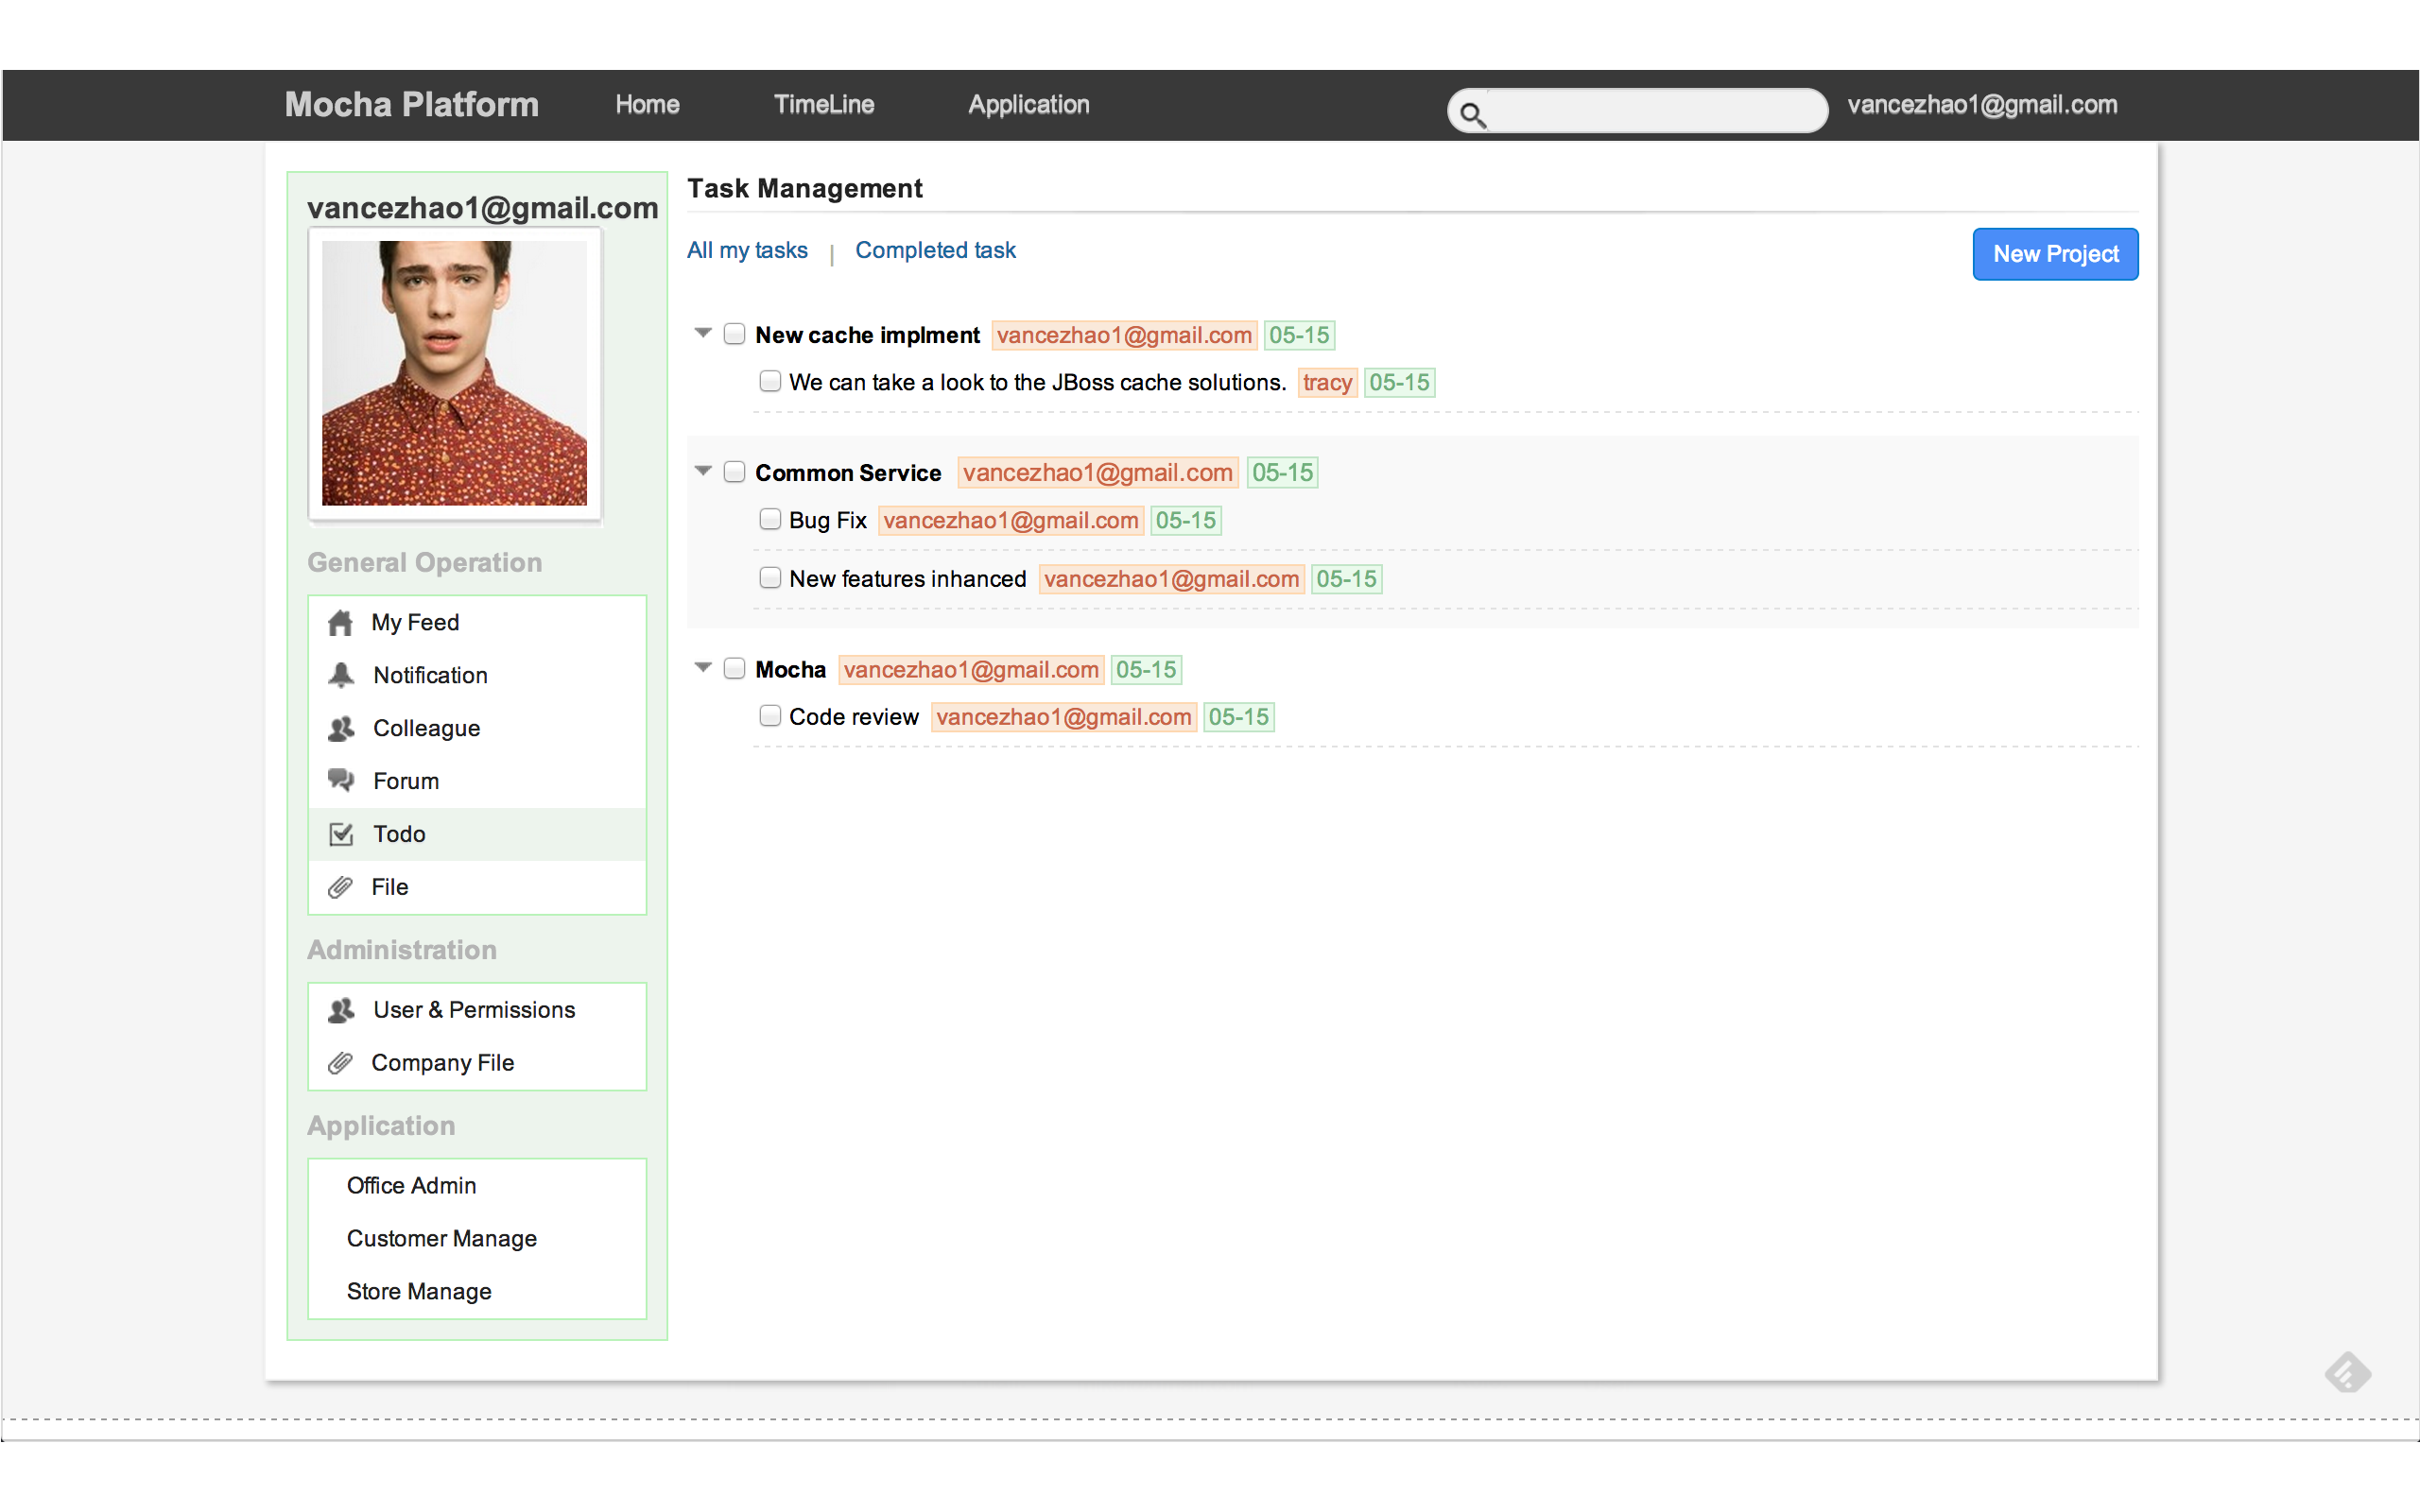 Mocha Platform Home TimeLine Application vancezhao1@gmail.com
vancezhao1@gmail.com
General Operation
My Feed
Notification
Colleague
Forum
Todo
File
Administration
User & Permissions
Company File
Application
Office Admin
Customer Manage
Store Manage
Task Management
All my tasks | Completed task
New Project
New cache implment vancezhao1@gmail.com 05-15
We can take a look to the JBoss cache solutions. tracy 05-15
Common Service vancezhao1@gmail.com 05-15
Bug Fix vancezhao1@gmail.com 05-15
New features inhanced vancezhao1@gmail.com 05-15
Mocha vancezhao1@gmail.com 05-15
Code review vancezhao1@gmail.com 05-15